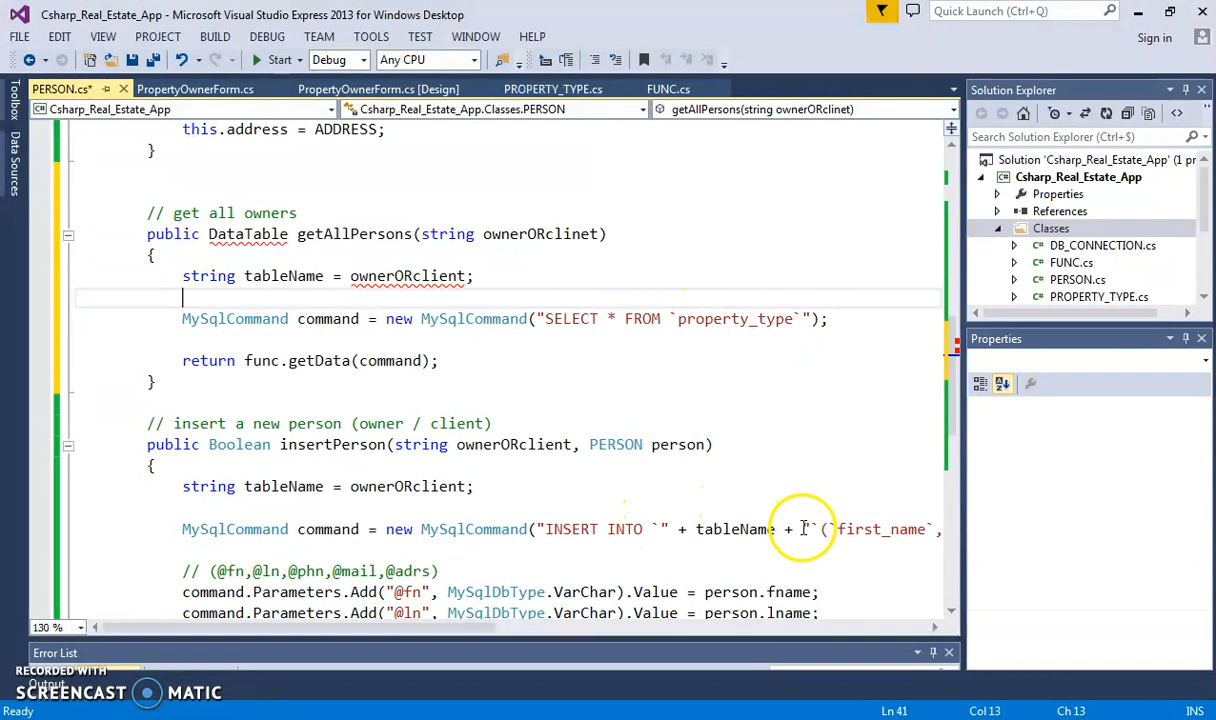 Csharp_Real_Estate_App - Microsoft Visual Studio Express 2013 for Windows Desktop
Quick Launch (Ctrl+Q)
FILE EDIT VIEW PROJECT BUILD DEBUG TEAM TOOLS TEST WINDOW HELP
Sign in
Start Debug Any CPU
Toolbox
Data Sources
PERSON.cs* PropertyOwnerForm.cs PropertyOwnerForm.cs [Design] PROPERTY_TYPE.cs FUNC.cs
Csharp_Real_Estate_App Csharp_Real_Estate_App.Classes.PERSON getAllPersons(string ownerORclinet)
this.address = ADDRESS;
}
// get all owners
public DataTable getAllPersons(string ownerORclinet)
{
string tableName = ownerORclient;
MySqlCommand command = new MySqlCommand("SELECT * FROM `property_type`");
return func.getData(command);
}
// insert a new person (owner / client)
public Boolean insertPerson(string ownerORclient, PERSON person)
{
string tableName = ownerORclient;
MySqlCommand command = new MySqlCommand("INSERT INTO `" + tableName + "`(`first_name`,
// (@fn,@ln,@phn,@mail,@adrs)
command.Parameters.Add("@fn", MySqlDbType.VarChar).Value = person.fname;
command.Parameters.Add("@ln", MySqlDbType.VarChar).Value = person.lname;
130 %
Solution Explorer
Search Solution Explorer (Ctrl+;)
Solution 'Csharp_Real_Estate_App' (1 pr
Csharp_Real_Estate_App
Properties
References
Classes
DB_CONNECTION.cs
FUNC.cs
PERSON.cs
PROPERTY_TYPE.cs
Properties
Error List
Output
RECORDED WITH
SCREENCAST MATIC
Ready Ln 41 Col 13 Ch 13 INS